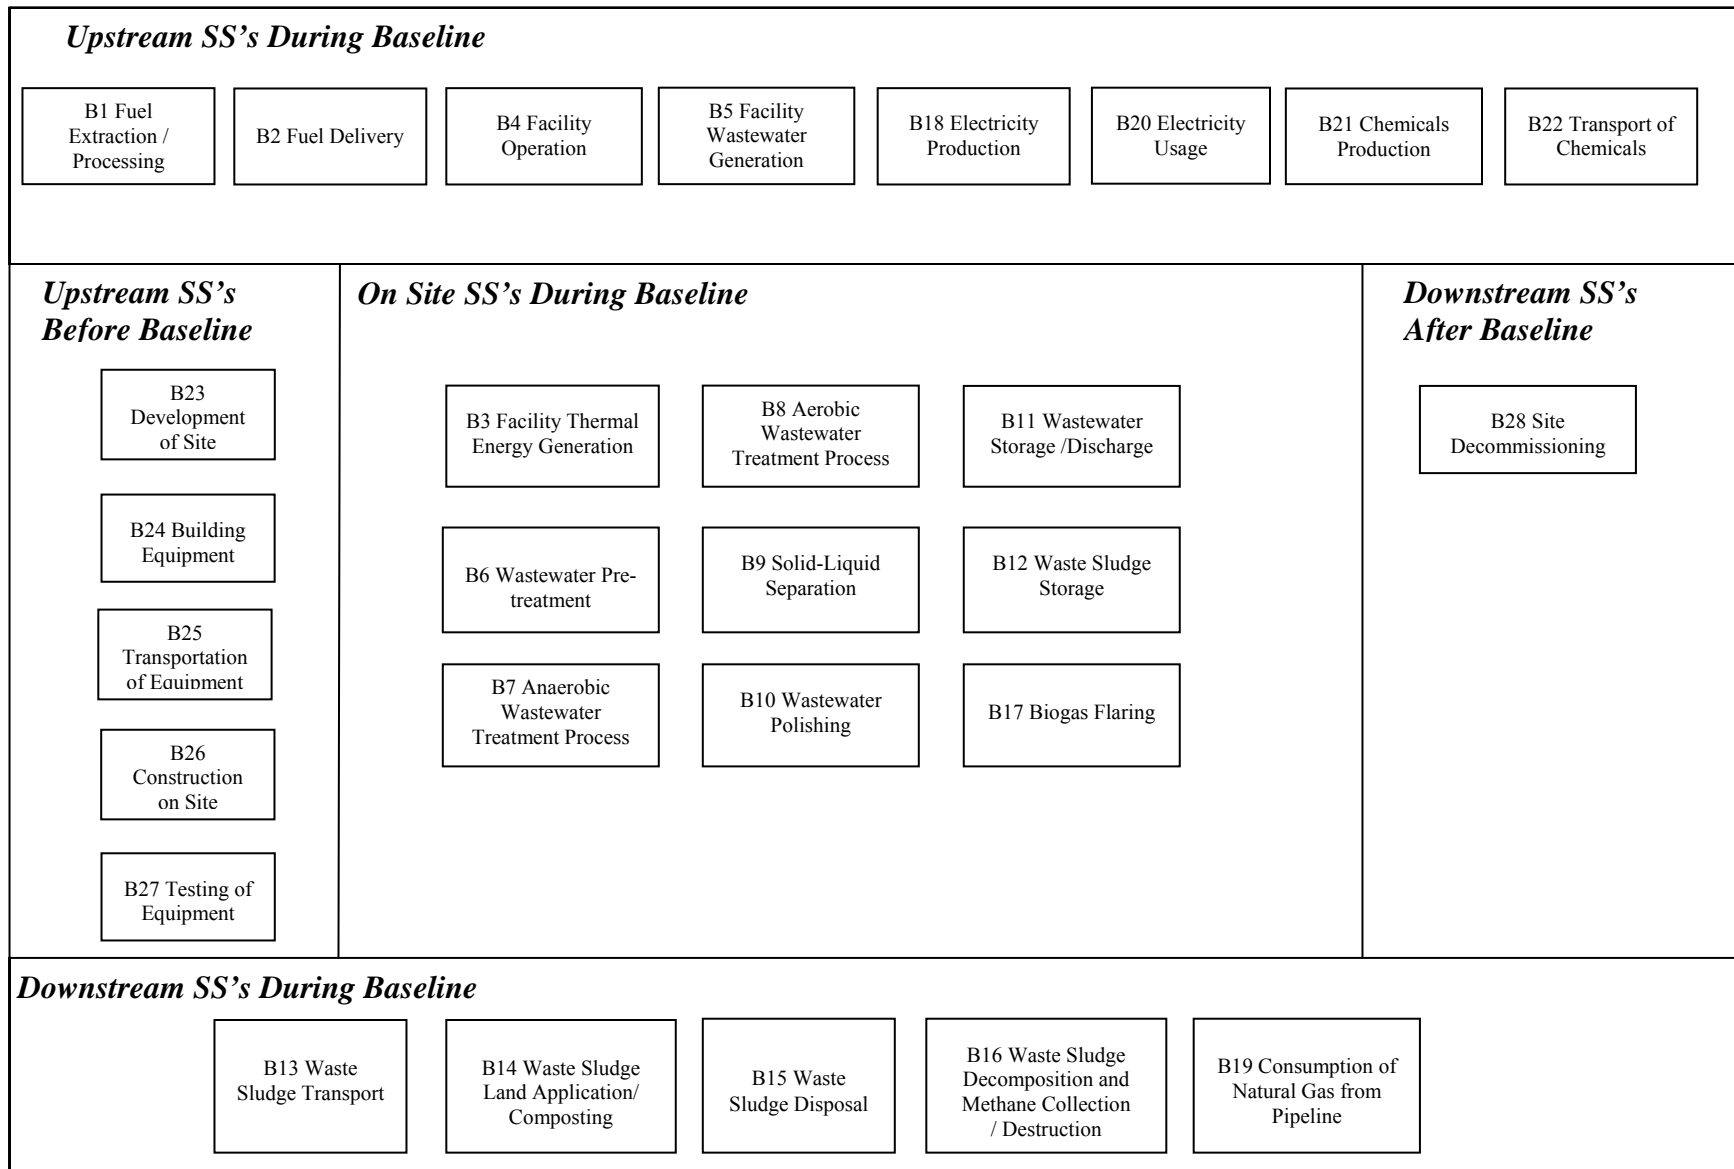 Upstream SS’s During Baseline
B1 Fuel
Extraction /
Processing
B2 Fuel Delivery
B4 Facility
Operation
B5 Facility
Wastewater
Generation
B18 Electricity
Production
B20 Electricity
Usage
B21 Chemicals
Production
B22 Transport of
Chemicals
Upstream SS’s
Before Baseline
B23
Development
of Site
B24 Building
Equipment
B25
Transportation
of Equipment
B26
Construction
on Site
B27 Testing of
Equipment
On Site SS’s During Baseline
B3 Facility Thermal
Energy Generation
B8 Aerobic
Wastewater
Treatment Process
B11 Wastewater
Storage /Discharge
B6 Wastewater Pre-
treatment
B9 Solid-Liquid
Separation
B12 Waste Sludge
Storage
B7 Anaerobic
Wastewater
Treatment Process
B10 Wastewater
Polishing
B17 Biogas Flaring
Downstream SS’s
After Baseline
B28 Site
Decommissioning
Downstream SS’s During Baseline
B13 Waste
Sludge Transport
B14 Waste Sludge
Land Application/
Composting
B15 Waste
Sludge Disposal
B16 Waste Sludge
Decomposition and
Methane Collection
/ Destruction
B19 Consumption of
Natural Gas from
Pipeline